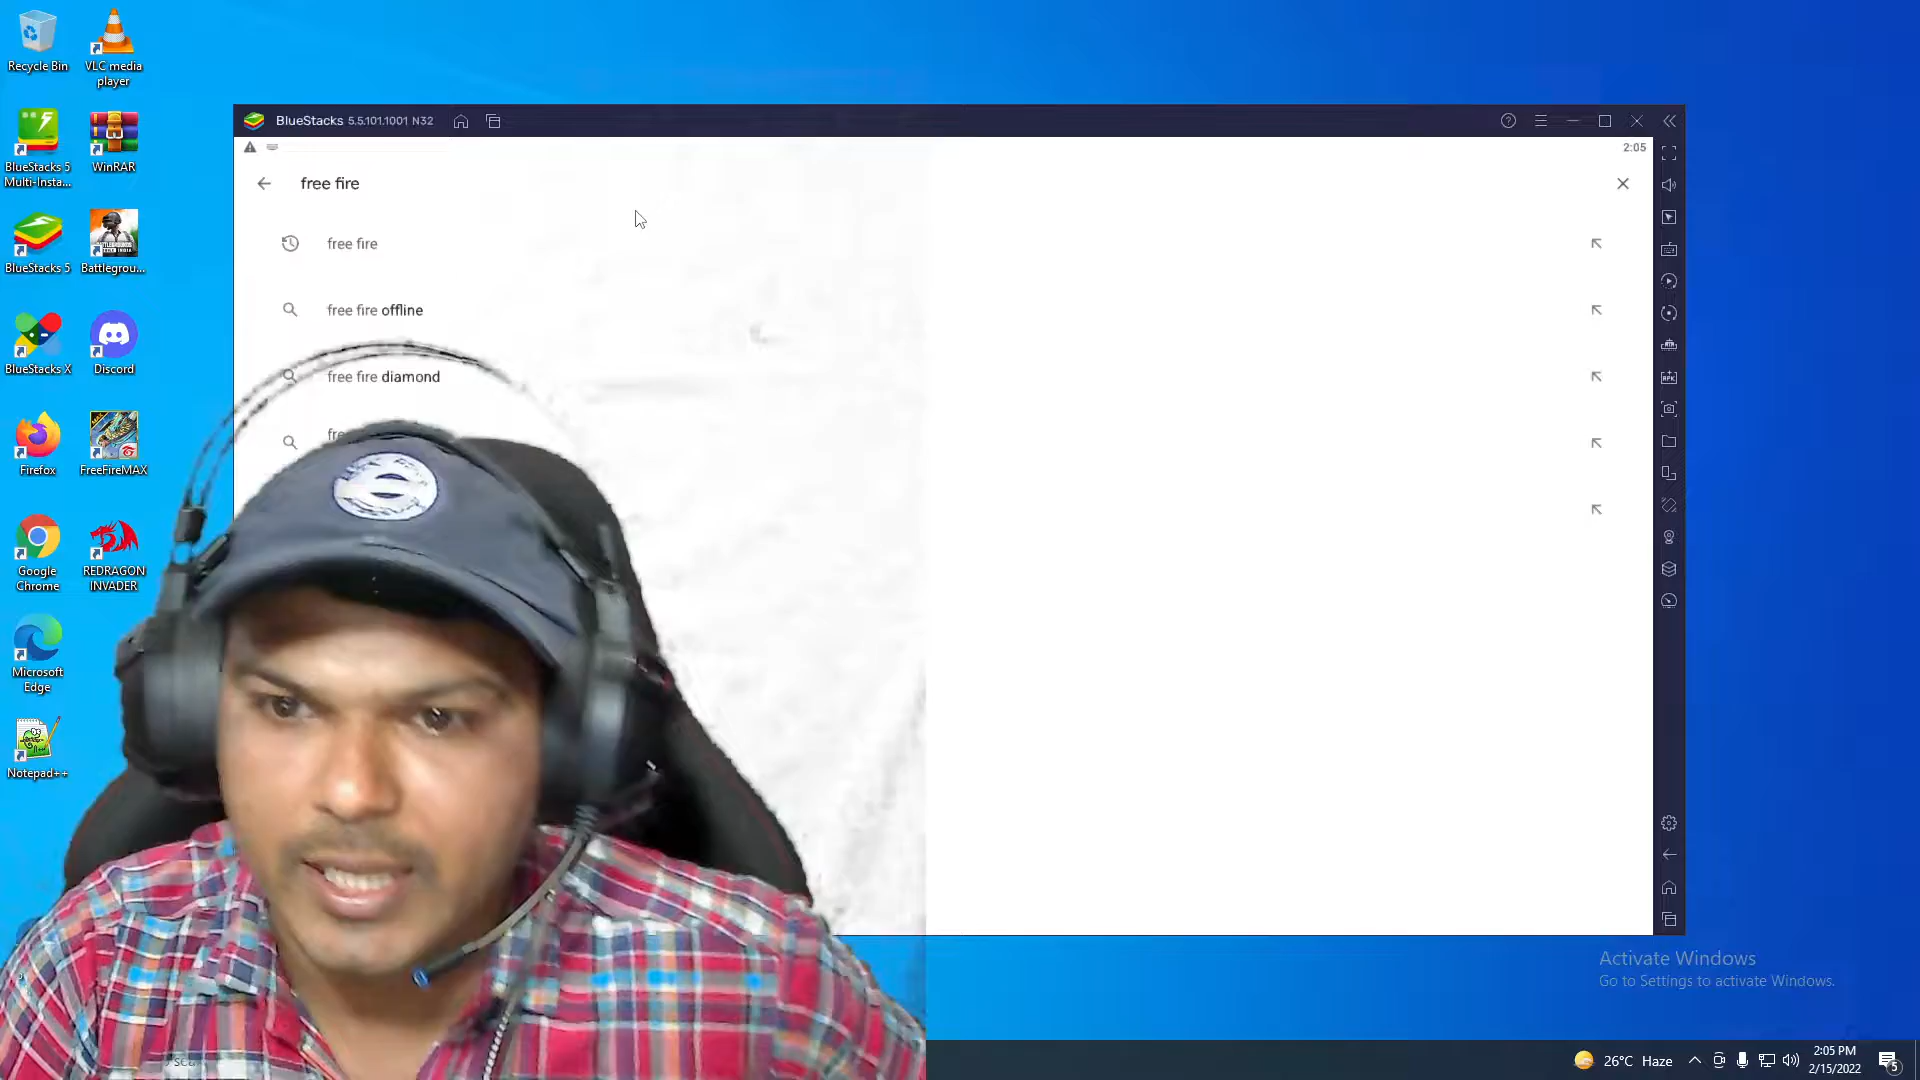 Recycle Bin
VLC media
player
BlueStacks 5
Multi-Insta...
WinRAR
BlueStacks 5
Battlegrou...
BlueStacks X
Discord
Firefox
FreeFireMAX
Google
Chrome
REDRAGON
INVADER
Microsoft
Edge
Notepad++
BlueStacks 5.5.101.1001 N32
2:05
free fire
free fire
free fire offline
free fire diamond
Activate Windows
Go to Settings to activate Windows.
26°C Haze
2:05 PM
2/15/2022
5